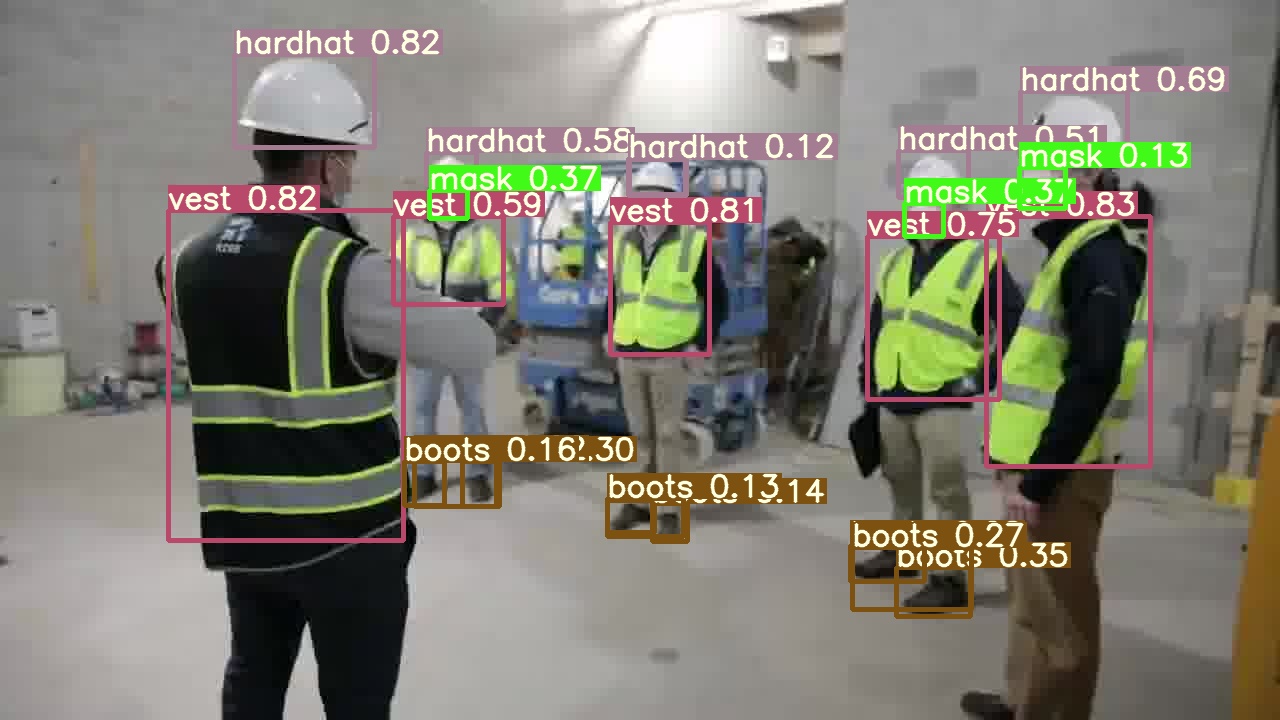 hardhat 0.82
hardhat 0.69
hardhat 0.58
hardhat 0.12
hardhat 0.51
mask 0.13
mask 0.37
mask 0.37
vest 0.82
vest 0.59
vest 0.81
vest 0.75
vest 0.83
boots 0.16
.30
boots 0.13
.14
boots 0.27
boots 0.35